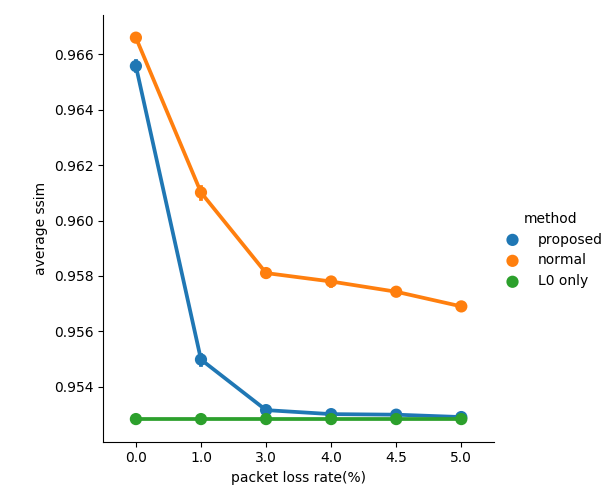 0.966
0.964
0.962
0.960
0.958
0.956
0.954
average ssim
0.0 1.0 3.0 4.0 4.5 5.0
packet loss rate(%)
method
proposed
normal
L0 only